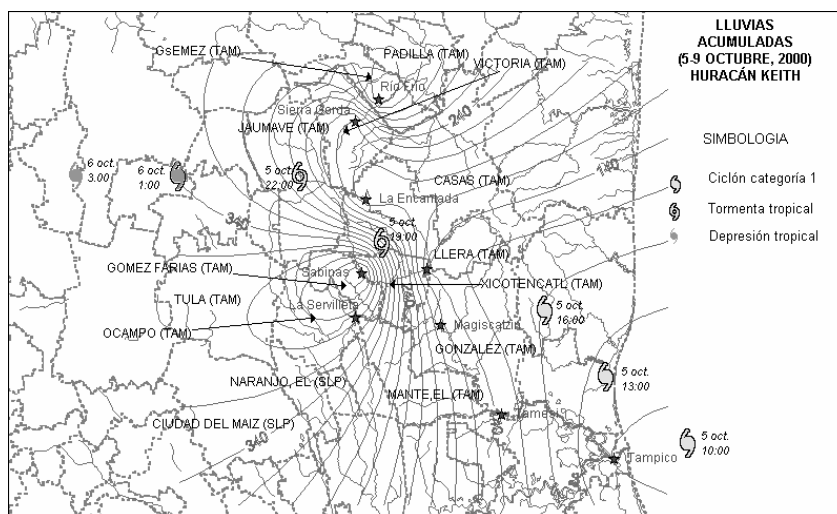 LLUVIAS
ACUMULADAS
(5-9 OCTUBRE, 2000)
HURACÁN KEITH
SIMBOLOGIA
Ciclón categoría 1
Tormenta tropical
Depresión tropical
GsEMEZ (TAM)
PADILLA (TAM)
VICTORIA (TAM)
Río Frío
Sierra Gorda
JAUMAVE (TAM)
240
140
6 oct.
3.00
6 oct.
1:00
5 oct.
22:00
CASAS (TAM)
La Encantada
340
5 oct.
19:00
LLERA (TAM)
GOMEZ FARIAS (TAM)
Sabinas
XICOTENCATL (TAM)
TULA (TAM)
La Servilleta
5 oct.
16:00
OCAMPO (TAM)
Magiscatzin
GONZALEZ (TAM)
5 oct.
13:00
NARANJO, EL (SLP)
MANTE,EL (TAM)
CIUDAD DEL MAIZ (SLP)
Tamesí
340
5 oct.
10:00
Tampico